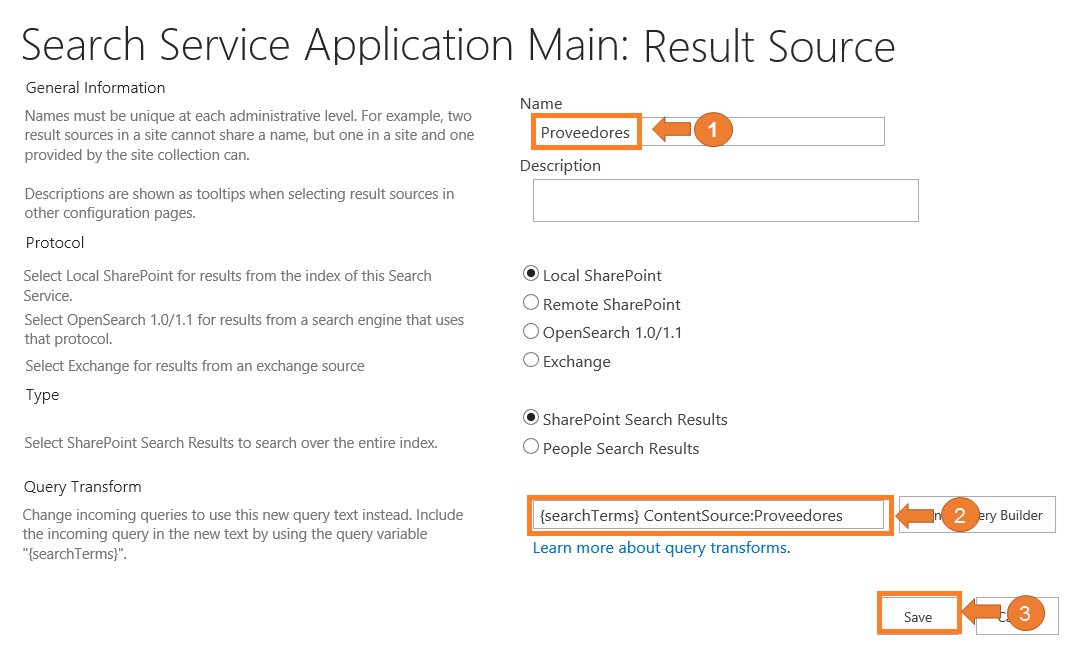 Search Service Application Main: Result Source
General Information
Names must be unique at each administrative level. For example, two
result sources in a site cannot share a name, but one in a site and one
provided by the site collection can.
Descriptions are shown as tooltips when selecting result sources in
other configuration pages.
Name
Proveedores
1
Description
Protocol
Select Local SharePoint for results from the index of this Search
Service.
Select OpenSearch 1.0/1.1 for results from a search engine that uses
that protocol.
Select Exchange for results from an exchange source
Local SharePoint
Remote SharePoint
OpenSearch 1.0/1.1
Exchange
Type
Select SharePoint Search Results to search over the entire index.
SharePoint Search Results
People Search Results
Query Transform
Change incoming queries to use this new query text instead. Include
the incoming query in the new text by using the query variable
"{searchTerms}".
{searchTerms} ContentSource:Proveedores
2
Builder
Learn more about query transforms.
Save
3